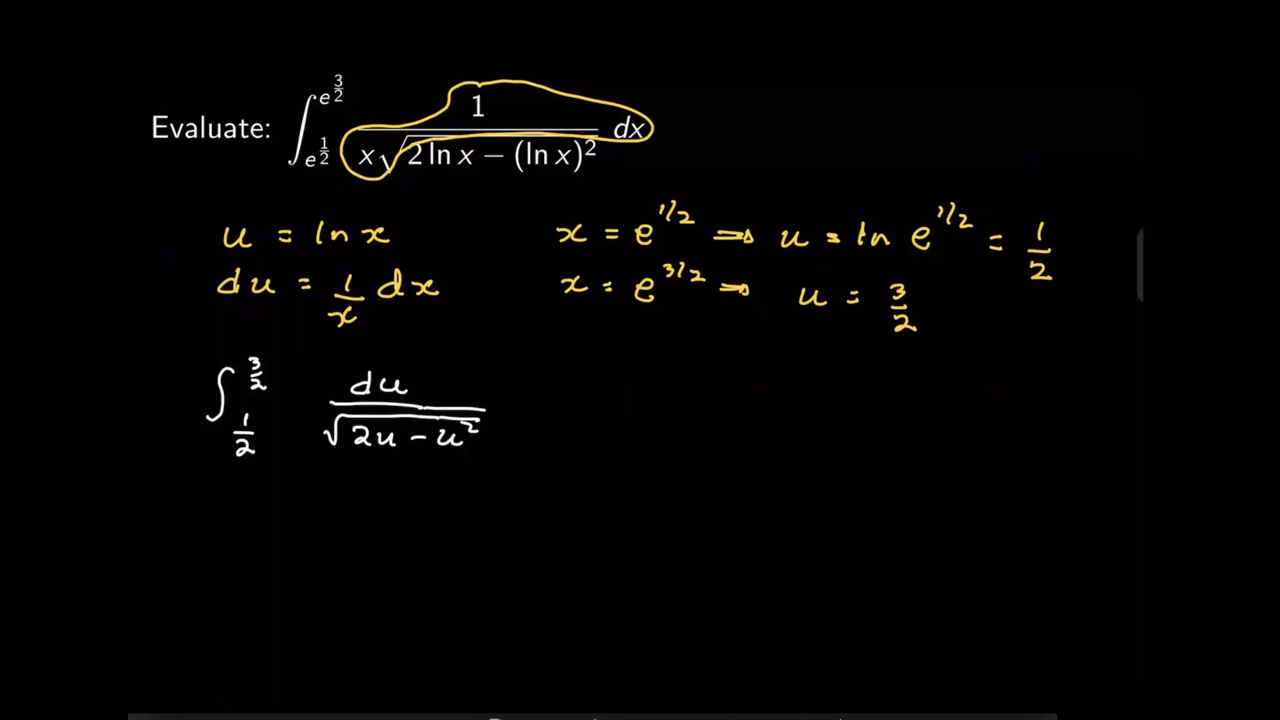 Evaluate: ∫_{e^{1/2}}^{e^{3/2}} 1/(x√(2 ln x − (ln x)²)) dx
u = ln x    x = e^{1/2} ⇒ u = ln e^{1/2} = 1/2
du = 1/x dx    x = e^{3/2} ⇒ u = 3/2
∫_{1/2}^{3/2} du/√(2u − u²)